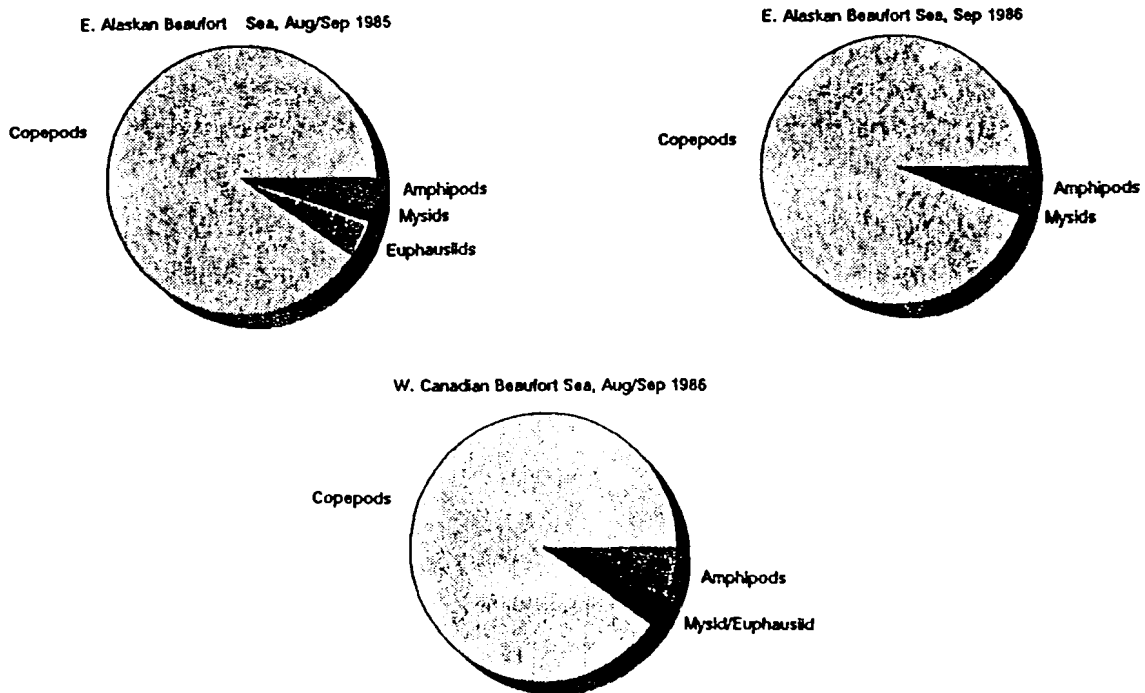 E. Alaskan Beaufort Sea, Aug/Sep 1985
Copepods
Amphipods
Mysids
Euphausiids
E. Alaskan Beaufort Sea, Sep 1986
Copepods
Amphipods
Mysids
W. Canadian Beaufort Sea, Aug/Sep 1986
Copepods
Amphipods
Mysid/Euphausiid